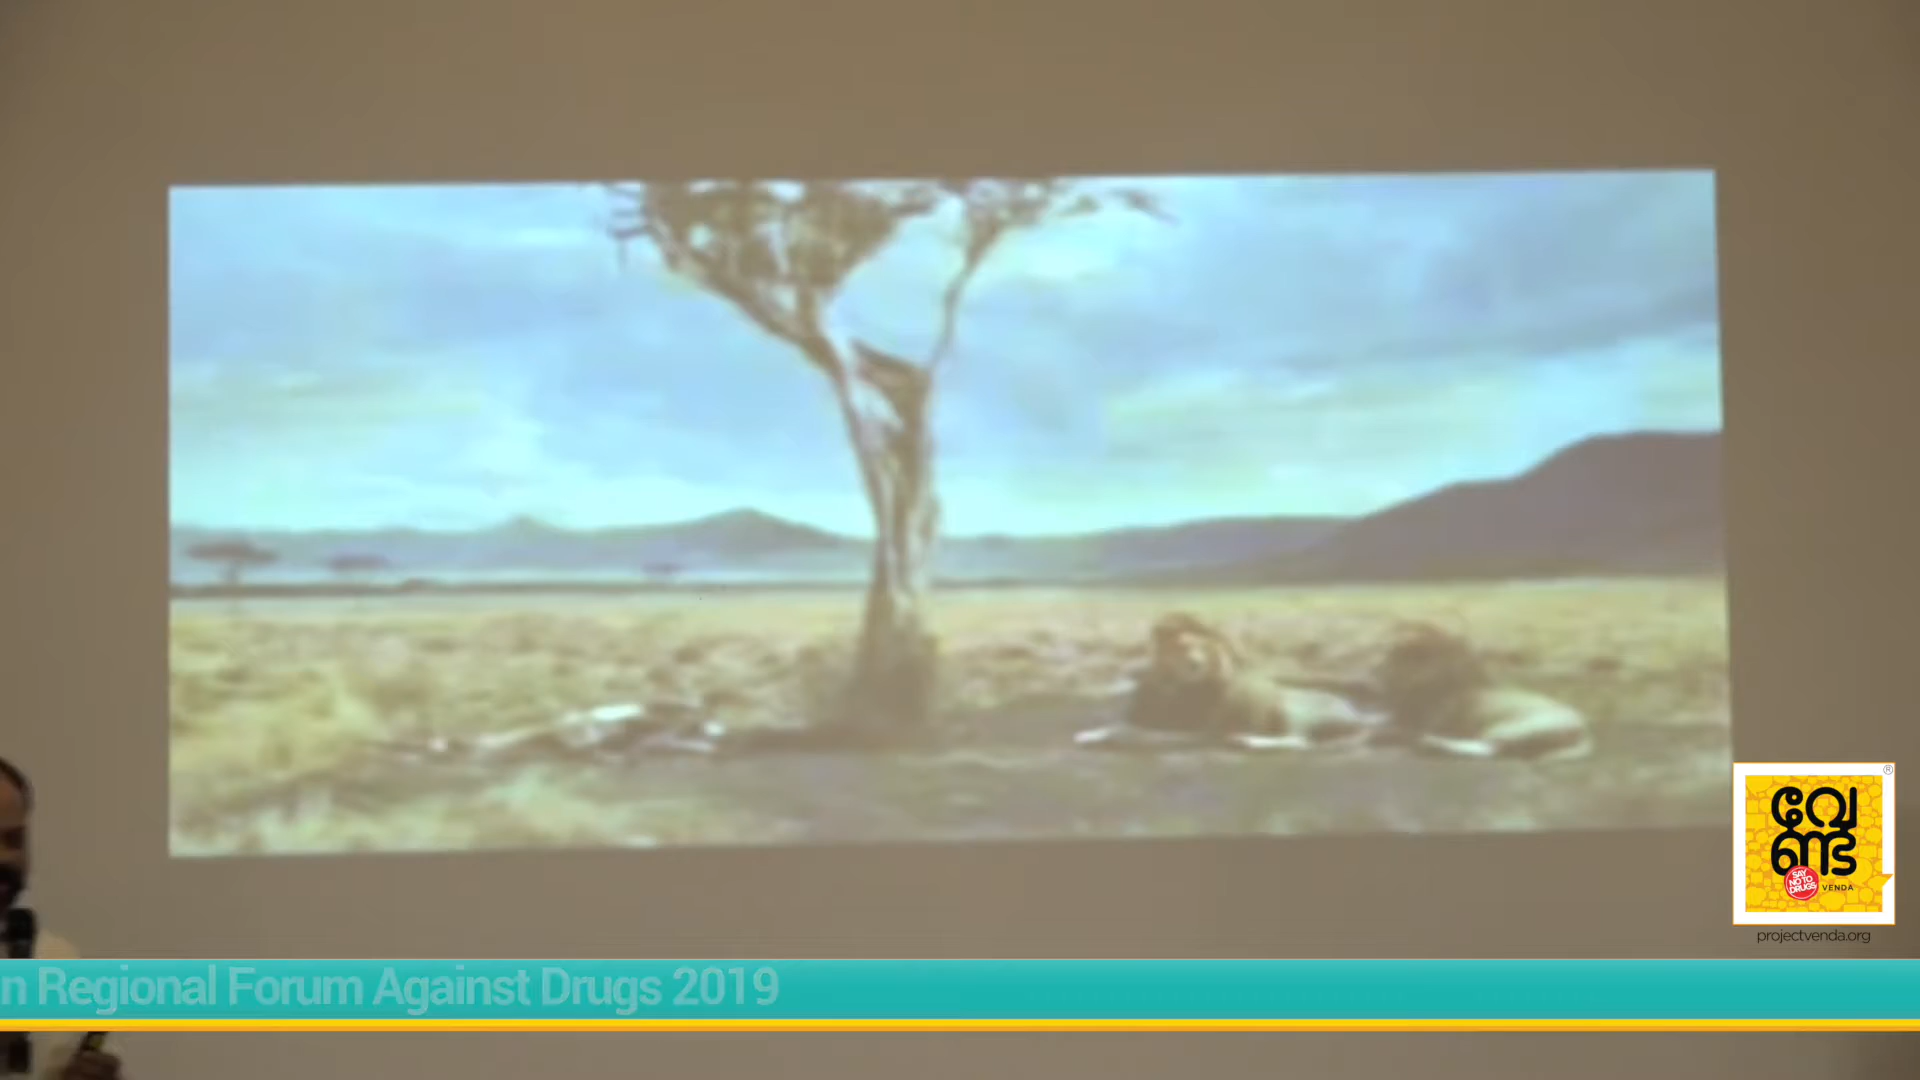 ®
വേ
ണ്ട
SAY
NO TO
DRUGS
VENDA
projectvenda.org
n Regional Forum Against Drugs 2019